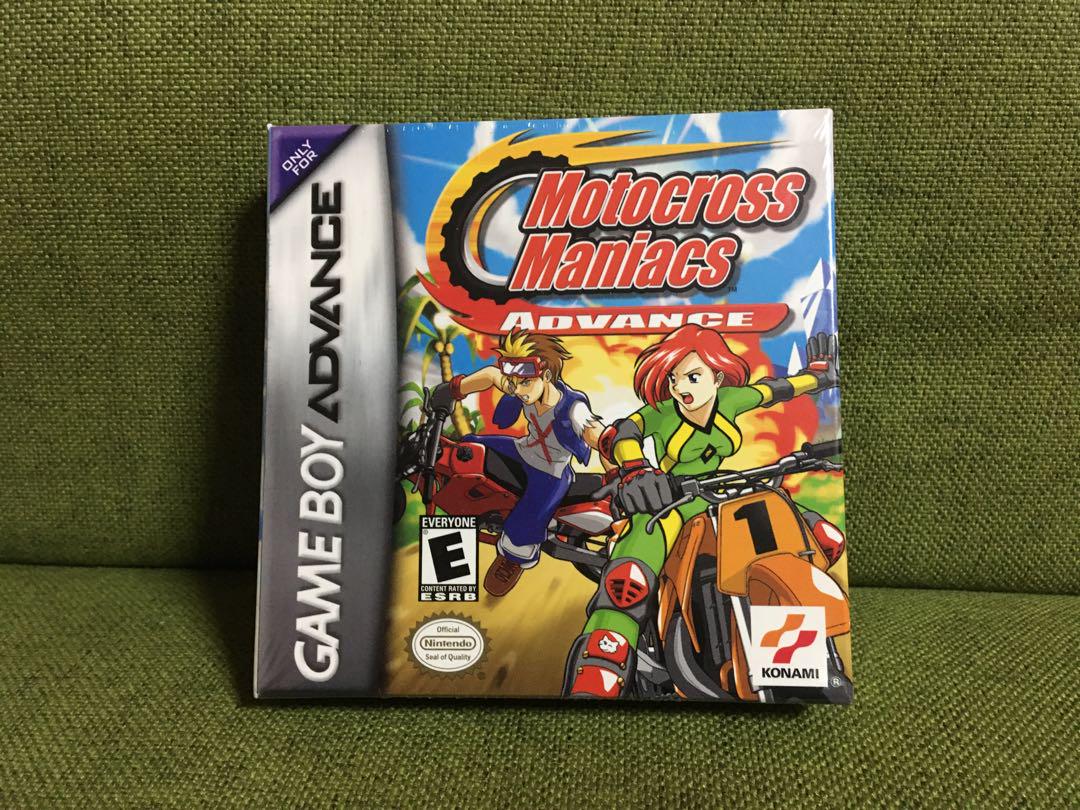 ONLY
FOR
GAME BOY ADVANCE
Motocross
Maniacs
TM
ADVANCE
1
EVERYONE
E
®
CONTENT RATED BY
ESRB
Official
Nintendo
Seal of Quality
KONAMI
®